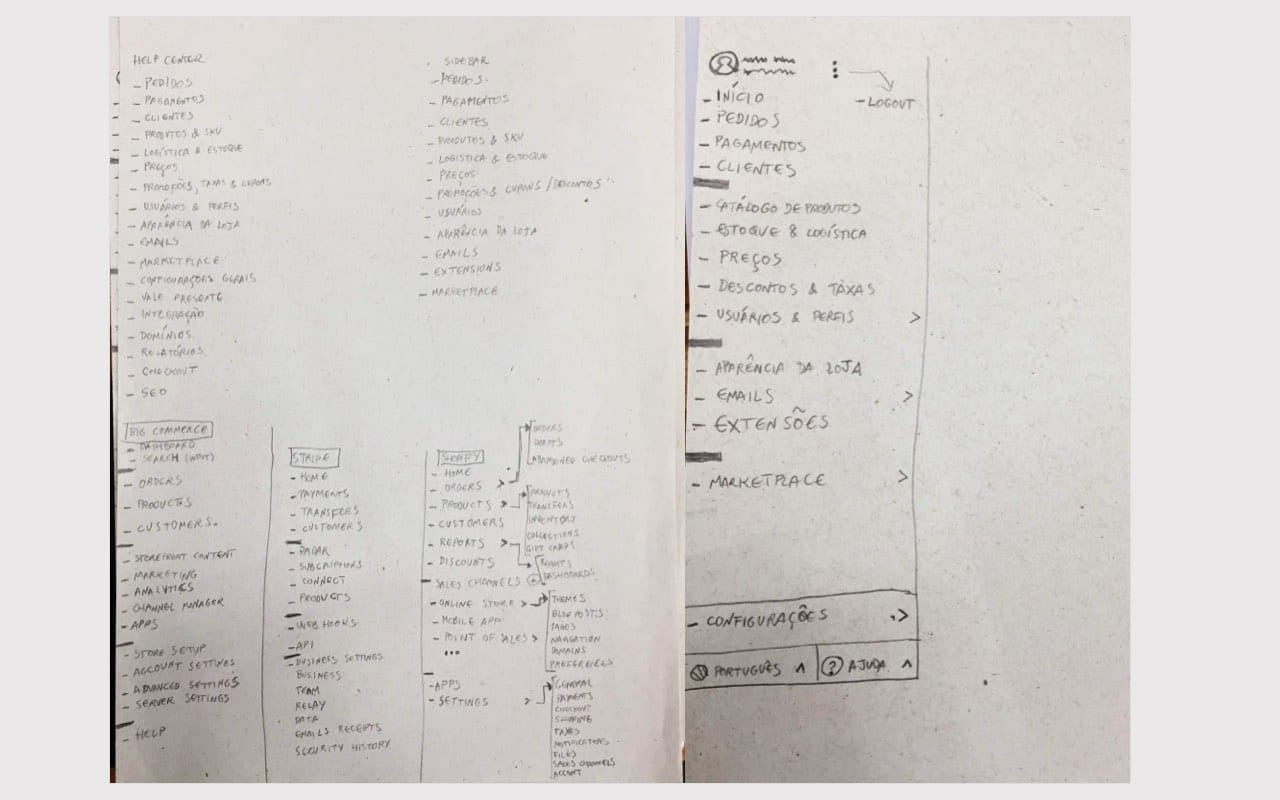 HELP CENTER
- PEDIDOS
- PAGAMENTOS
- CLIENTES
- PRODUTOS & SKU
- LOGÍSTICA & ESTOQUE
- PREÇOS
- PROMOÇÕES, TAXAS & CUPONS
- USUÁRIOS & PERFIS
- APARÊNCIA DA LOJA
- EMAILS
- MARKETPLACE
- CONFIGURAÇÕES GERAIS
- VALE PRESENTE
- INTEGRAÇÃO
- DOMÍNIOS
- RELATÓRIOS
- CHECKOUT
- SEO
SIDEBAR
- PEDIDOS
- PAGAMENTOS
- CLIENTES
- PRODUTOS & SKU
- LOGISTICA & ESTOQUE
- PREÇOS
- PROMOÇÕES & CUPONS / DESCONTOS
- USUÁRIOS
- APARÊNCIA DA LOJA
- EMAILS
- EXTENSIONS
- MARKETPLACE
BIG COMMERCE
- DASHBOARD
- SEARCH (INPUT)
- ORDERS
- PRODUCTS
- CUSTOMERS
- STOREFRONT CONTENT
- MARKETING
- ANALYTICS
- CHANNEL MANAGER
- APPS
- STORE SETUP
- ACCOUNT SETTINGS
- ADVANCED SETTINGS
- SERVER SETTINGS
- HELP
STRIPE
- HOME
- PAYMENTS
- TRANSFERS
- CUSTOMERS
- RADAR
- SUBSCRIPTIONS
- CONNECT
- PRODUCTS
- WEB HOOKS
- API
- BUSINESS SETTINGS
BUSINESS
TEAM
RELAY
DATA
EMAILS RECEIPTS
SECURITY HISTORY
SHOPIFY
- HOME
- ORDERS >
- PRODUCTS >
- CUSTOMERS
- REPORTS >
- DISCOUNTS
SALES CHANNELS +
- ONLINE STORE >
- MOBILE APP
- POINT OF SALES >
...
- APPS
- SETTINGS >
ORDERS
DRAFTS
ABANDONED CHECKOUTS
PRODUCTS
TRANSFERS
INVENTORY
COLLECTIONS
GIFT CARDS
REPORTS
DASHBOARDS
THEMES
BLOG POSTS
PAGES
NAVIGATION
DOMAINS
PREFERENCES
GENERAL
PAYMENTS
CHECKOUT
SHIPPING
TAXES
NOTIFICATIONS
FILES
SALES CHANNELS
ACCOUNT
- LOGOUT
- INÍCIO
- PEDIDOS
- PAGAMENTOS
- CLIENTES
- CATÁLOGO DE PRODUTOS
- ESTOQUE & LOGÍSTICA
- PREÇOS
- DESCONTOS & TAXAS
- USUÁRIOS & PERFIS >
- APARÊNCIA DA LOJA
- EMAILS >
- EXTENSÕES
- MARKETPLACE >
- CONFIGURAÇÕES >
PORTUGUÊS ^
? AJUDA ^